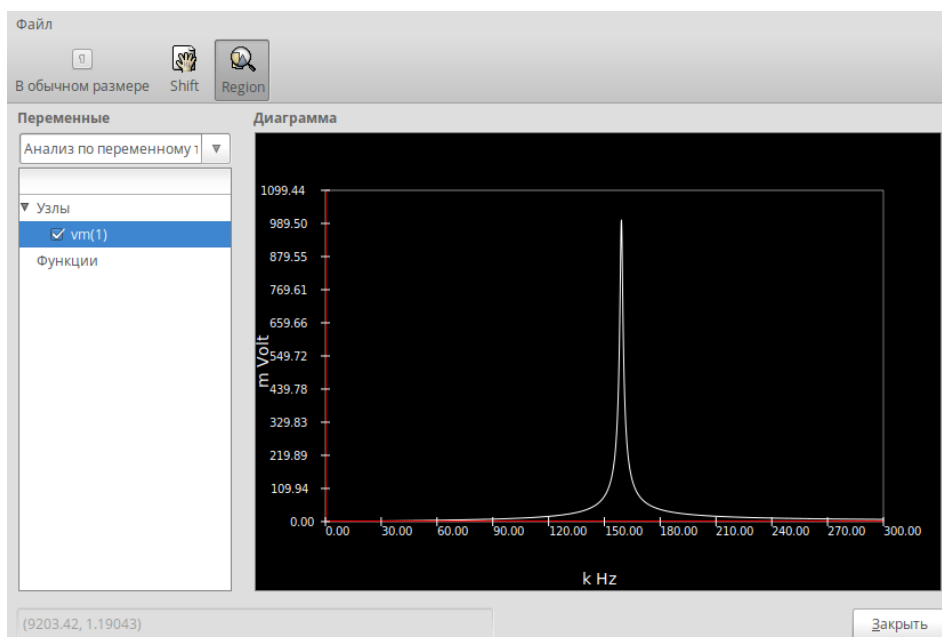 Файл
В обычном размере Shift Region
Переменные
Анализ по переменному т
Узлы
vm(1)
Функции
Диаграмма
1099.44
989.50
879.55
769.61
659.66
549.72
439.78
329.83
219.89
109.94
0.00
m Volt
0.00 30.00 60.00 90.00 120.00 150.00 180.00 210.00 240.00 270.00 300.00
k Hz
(9203.42, 1.19043)
Закрыть